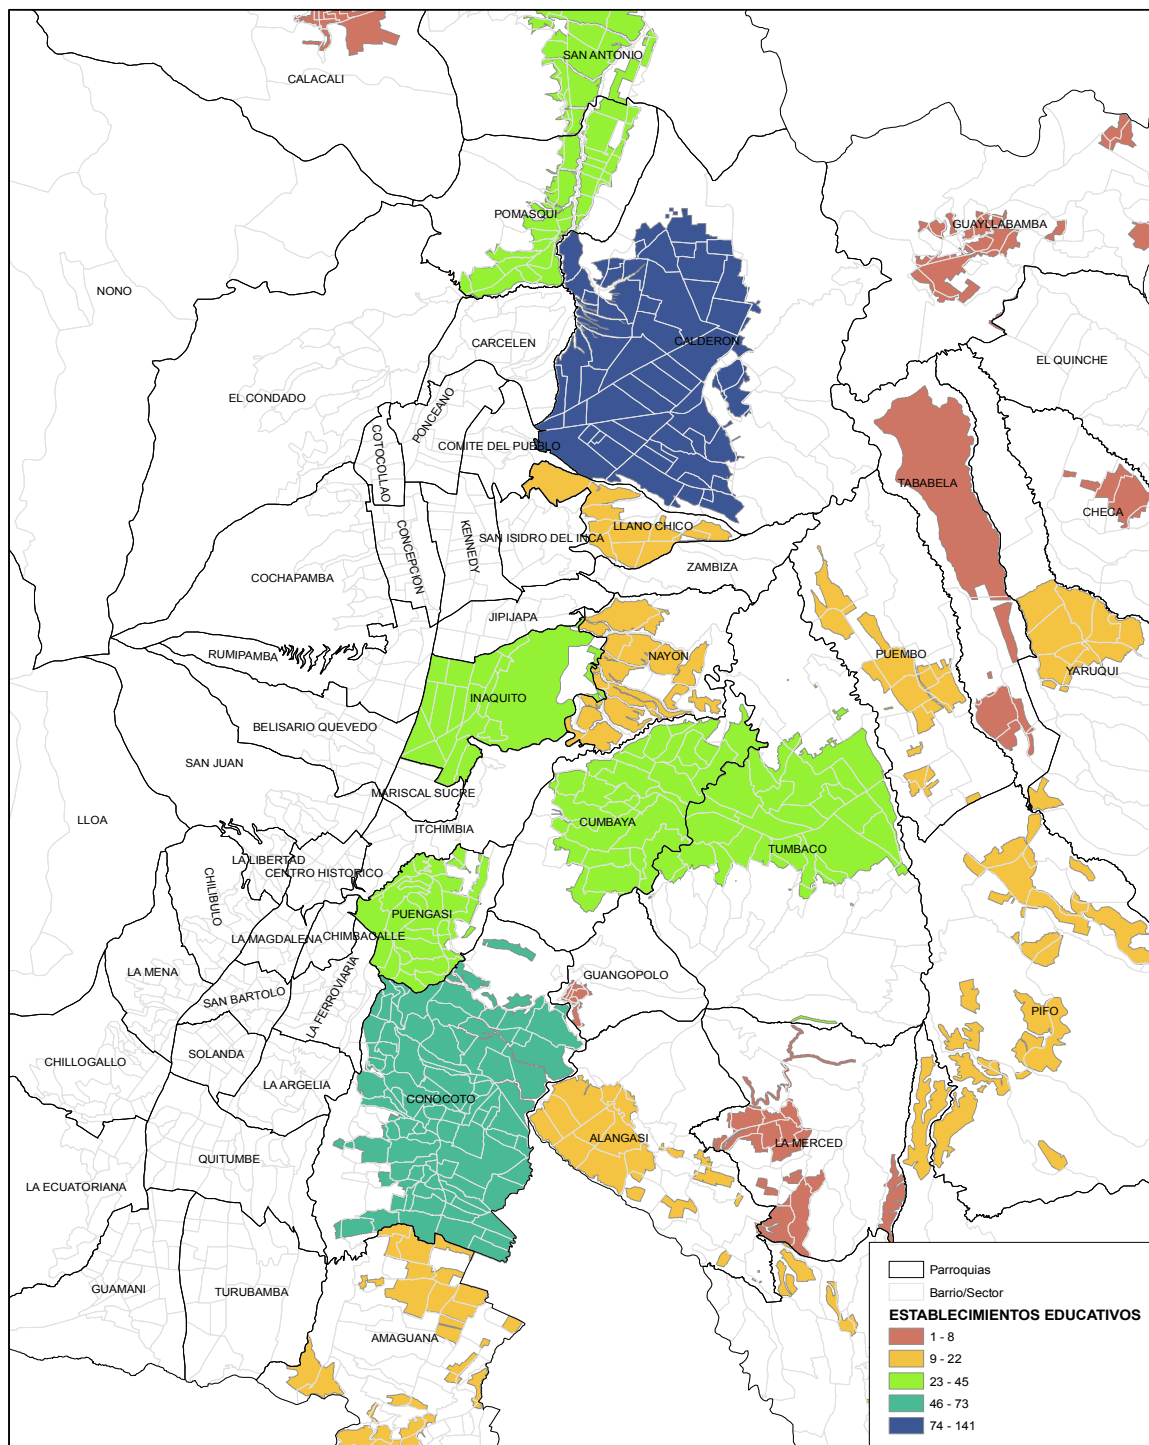 SAN ANTONIO
CALACALI
POMASQUI
GUAYLLABAMBA
NONO
CARCELEN
CALDERON
EL QUINCHE
EL CONDADO
PONCEANO
COTOCOLLAO
COMITE DEL PUEBLO
TABABELA
CHECA
LLANO CHICO
KENNEDY
SAN ISIDRO DEL INCA
CONCEPCION
ZAMBIZA
COCHAPAMBA
JIPIJAPA
RUMIPAMBA
NAYON
PUEMBO
YARUQUI
INAQUITO
BELISARIO QUEVEDO
SAN JUAN
MARISCAL SUCRE
LLOA
CUMBAYA
ITCHIMBIA
TUMBACO
LA LIBERTAD
CENTRO HISTORICO
CHILIBULO
PUENGASI
LA MAGDALENA
CHIMBACALLE
LA MENA
GUANGOPOLO
SAN BARTOLO
LA FERROVIARIA
PIFO
CHILLOGALLO
SOLANDA
LA ARGELIA
CONOCOTO
ALANGASI
LA MERCED
QUITUMBE
LA ECUATORIANA
GUAMANI
TURUBAMBA
AMAGUANA
Parroquias
Barrio/Sector
ESTABLECIMIENTOS EDUCATIVOS
1 - 8
9 - 22
23 - 45
46 - 73
74 - 141